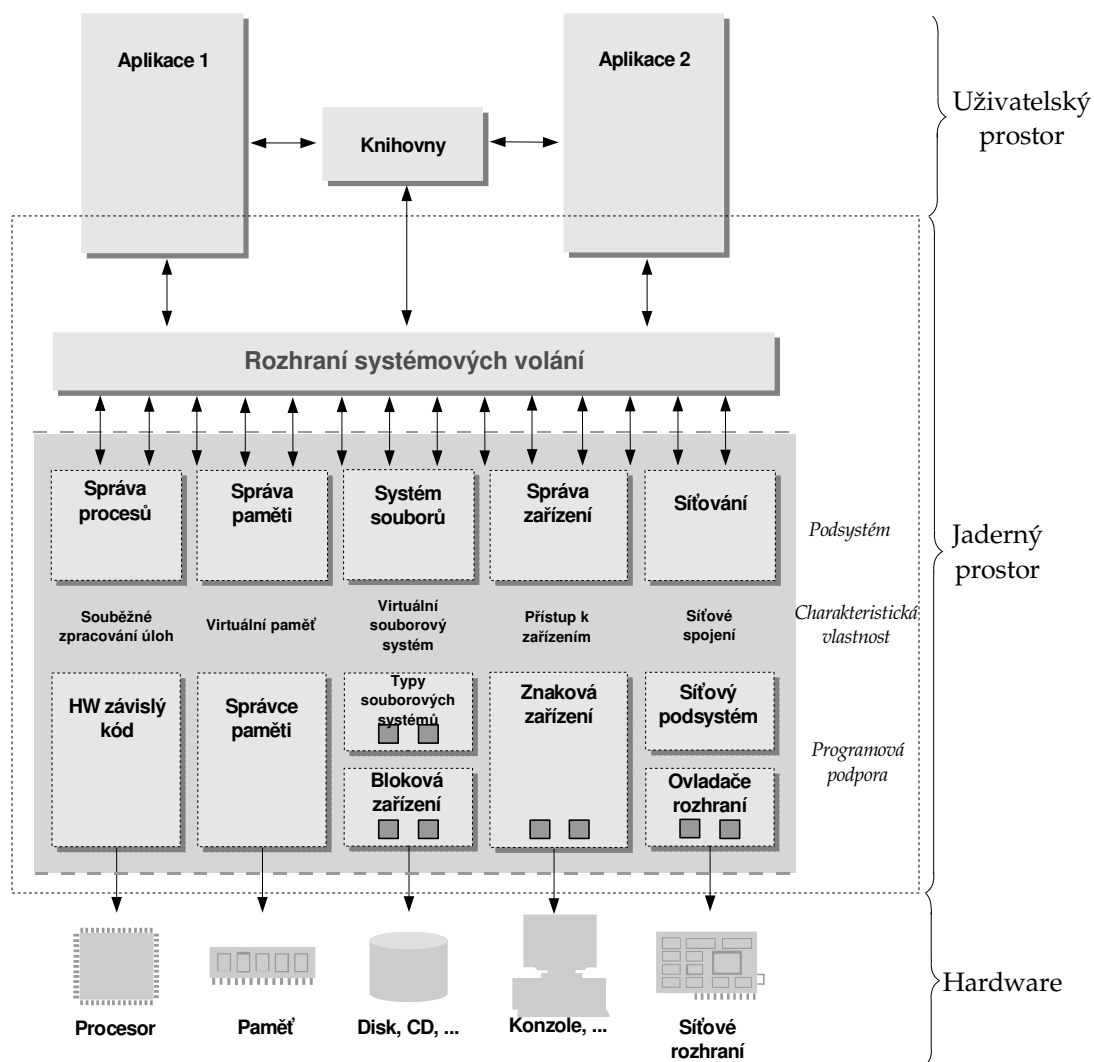 Aplikace 1
Aplikace 2
Knihovny
Uživatelský
prostor
Rozhraní systémových volání
Správa
procesů
Správa
paměti
Systém
souborů
Správa
zařízení
Síťování
Podsystém
Jaderný
prostor
Souběžné
zpracování úloh
Virtuální paměť
Virtuální
souborový
systém
Přístup k
zařízením
Síťové
spojení
Charakteristická
vlastnost
HW závislý
kód
Správce
paměti
Typy
souborových
systémů
Bloková
zařízení
Znaková
zařízení
Síťový
podsystém
Ovladače
rozhraní
Programová
podpora
Procesor
Paměť
Disk, CD, ...
Konzole, ...
Síťové
rozhraní
Hardware